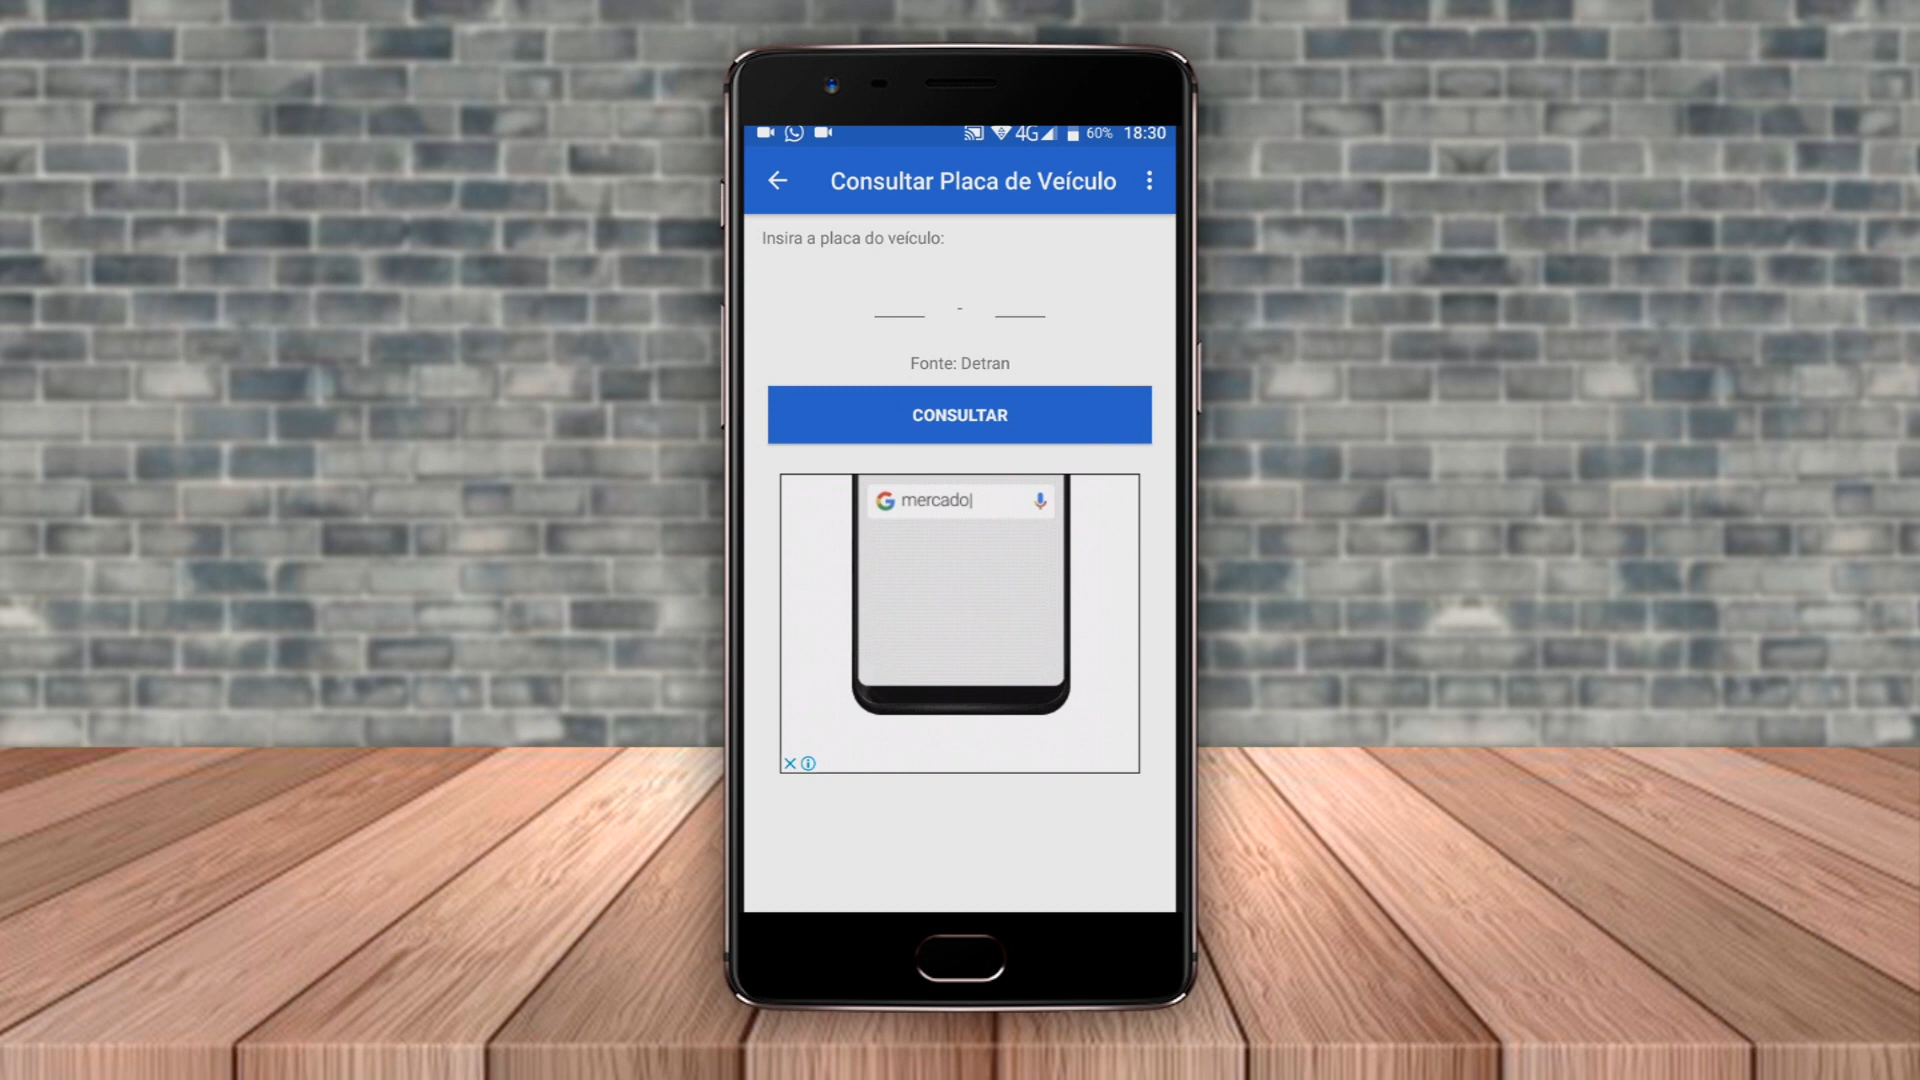 4G 60% 18:30
Consultar Placa de Veículo
Insira a placa do veículo:
-
Fonte: Detran
CONSULTAR
G mercado